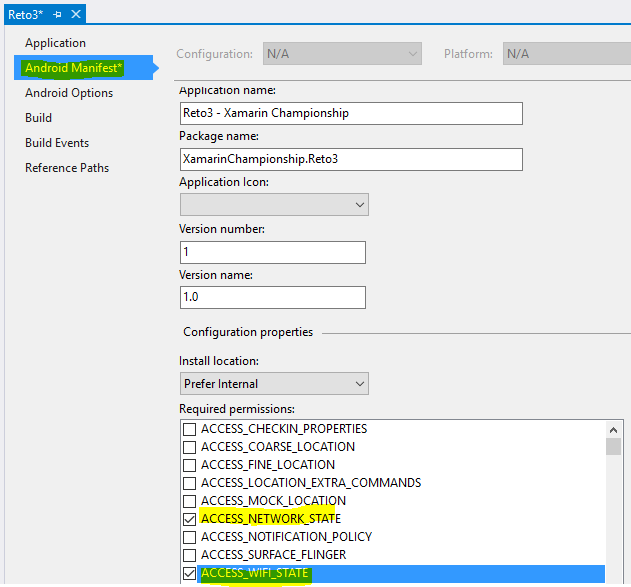 Reto3*
Application
Android Manifest*
Android Options
Build
Build Events
Reference Paths
Configuration: N/A Platform: N/A
Application name:
Reto3 - Xamarin Championship
Package name:
XamarinChampionship.Reto3
Application Icon:
Version number:
1
Version name:
1.0
Configuration properties
Install location:
Prefer Internal
Required permissions:
ACCESS_CHECKIN_PROPERTIES
ACCESS_COARSE_LOCATION
ACCESS_FINE_LOCATION
ACCESS_LOCATION_EXTRA_COMMANDS
ACCESS_MOCK_LOCATION
ACCESS_NETWORK_STATE
ACCESS_NOTIFICATION_POLICY
ACCESS_SURFACE_FLINGER
ACCESS_WIFI_STATE